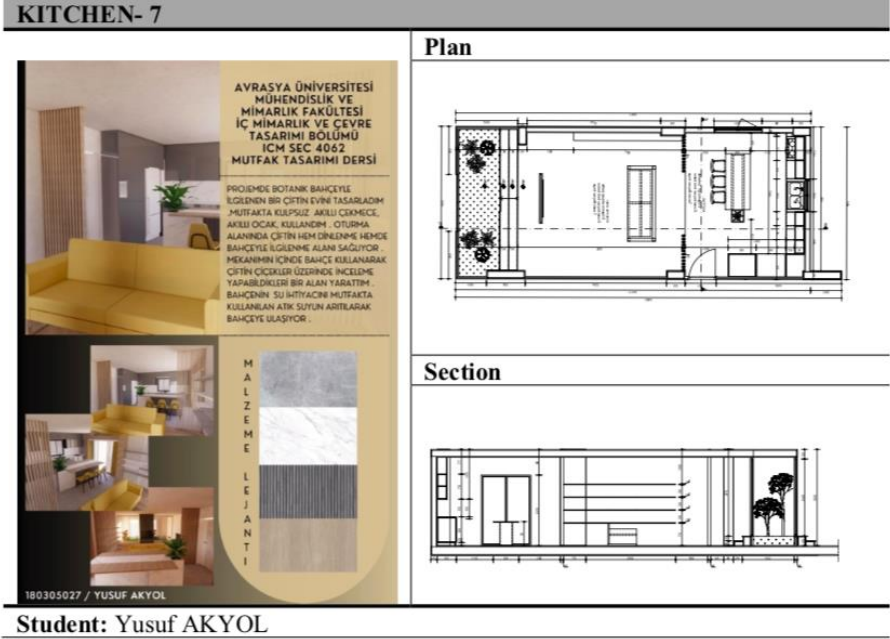 KITCHEN- 7
AVRASYA ÜNİVERSİTESİ
MÜHENDİSLİK VE
MİMARLIK FAKÜLTESİ
İÇ MİMARLIK VE ÇEVRE
TASARIMI BÖLÜMÜ
ICM SEC 4062
MUTFAK TASARIMI DERSİ
PROJEMDE BOTANIK BAHÇEYLE
İLGİLENEN BİR ÇİFTİN EVİNİ TASARLADIM
.MUTFAKTA KULPSUZ AKILLI ÇEKMECE,
AKILLI OCAK, KULLANDIM . OTURMA
ALANINDA ÇİFTİN HEM DİNLENME HEMDE
BAHÇEYLE İLGİLENME ALANI SAĞLIYOR .
MEKANIMIN İÇİNDE BAHÇE KULLANARAK
ÇİFTİN ÇİÇEKLER ÜZERİNDE İNCELEME
YAPABİLDİKLERİ BİR ALAN YARATTIM .
BAHÇENİN SU İHTİYACINI MUTFAKTA
KULLANILAN ATIK SUYUN ARITILARAK
BAHÇEYE ULAŞIYOR .
MALZEME LEJANTI
180305027 / YUSUF AKYOL
Plan
Section
Student: Yusuf AKYOL